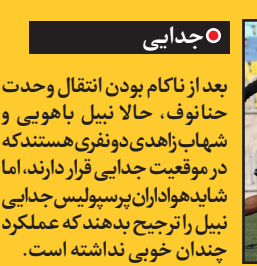 جدایی
بعد از ناکام بودن انتقال وحدت
حنانوف، حالا نبیل باهویی و
شهاب زاهدی دو نفری هستند که
در موقعیت جدایی قرار دارند، اما
شاید هواداران پرسپولیس جدایی
نبیل را ترجیح بدهند که عملکرد
چندان خوبی نداشته است.